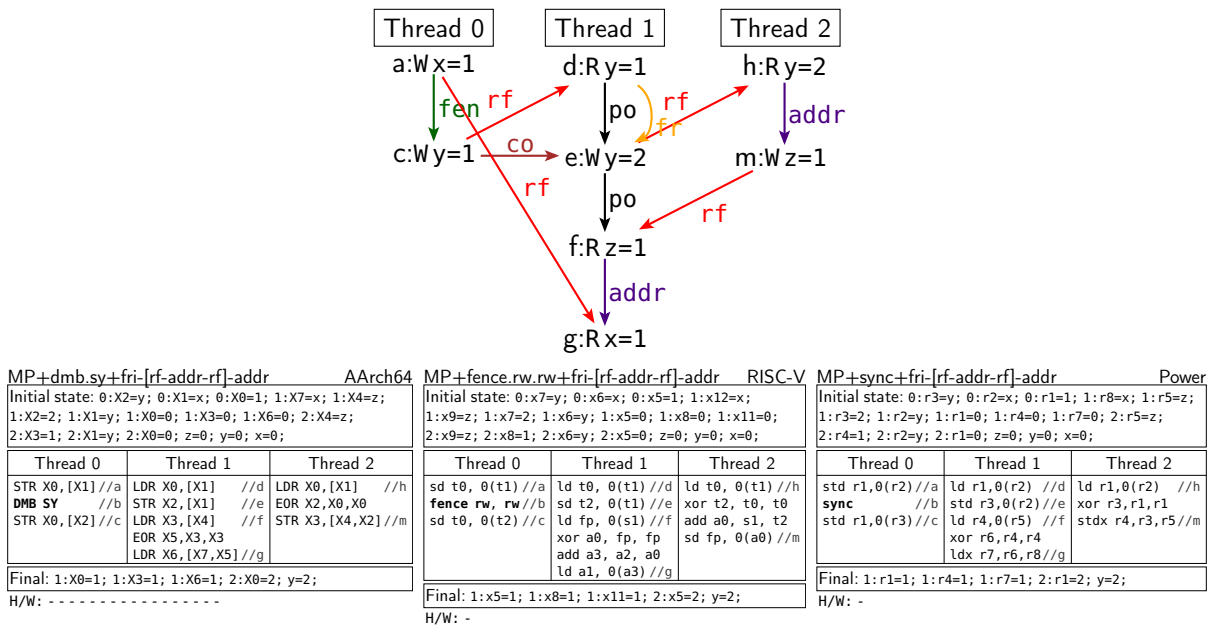 Thread 0 Thread 1 Thread 2
a:W x=1 d:R y=1 h:R y=2
fen rf po rf addr
fr
c:W y=1 co e:W y=2 m:W z=1
rf po rf
f:R z=1
addr
g:R x=1
MP+dmb.sy+fri-[rf-addr-rf]-addr AArch64
Initial state: 0:X2=y; 0:X1=x; 0:X0=1; 1:X7=x; 1:X4=z;
1:X2=2; 1:X1=y; 1:X0=0; 1:X3=0; 1:X6=0; 2:X4=z;
2:X3=1; 2:X1=y; 2:X0=0; z=0; y=0; x=0;
Thread 0 Thread 1 Thread 2
STR X0,[X1]//a LDR X0,[X1] //d LDR X0,[X1] //h
DMB SY //b STR X2,[X1] //e EOR X2,X0,X0
STR X0,[X2]//c LDR X3,[X4] //f STR X3,[X4,X2]//m
EOR X5,X3,X3
LDR X6,[X7,X5]//g
Final: 1:X0=1; 1:X3=1; 1:X6=1; 2:X0=2; y=2;
H/W: - - - - - - - - - - - - - - - - -
MP+fence.rw.rw+fri-[rf-addr-rf]-addr RISC-V
Initial state: 0:x7=y; 0:x6=x; 0:x5=1; 1:x12=x;
1:x9=z; 1:x7=2; 1:x6=y; 1:x5=0; 1:x8=0; 1:x11=0;
2:x9=z; 2:x8=1; 2:x6=y; 2:x5=0; z=0; y=0; x=0;
Thread 0 Thread 1 Thread 2
sd t0, 0(t1)//a ld t0, 0(t1)//d ld t0, 0(t1)//h
fence rw, rw//b sd t2, 0(t1)//e xor t2, t0, t0
sd t0, 0(t2)//c ld fp, 0(s1)//f add a0, s1, t2
xor a0, fp, fp sd fp, 0(a0)//m
add a3, a2, a0
ld a1, 0(a3)//g
Final: 1:x5=1; 1:x8=1; 1:x11=1; 2:x5=2; y=2;
H/W: -
MP+sync+fri-[rf-addr-rf]-addr Power
Initial state: 0:r3=y; 0:r2=x; 0:r1=1; 1:r8=x; 1:r5=z;
1:r3=2; 1:r2=y; 1:r1=0; 1:r4=0; 1:r7=0; 2:r5=z;
2:r4=1; 2:r2=y; 2:r1=0; z=0; y=0; x=0;
Thread 0 Thread 1 Thread 2
std r1,0(r2)//a ld r1,0(r2) //d ld r1,0(r2) //h
sync //b std r3,0(r2)//e xor r3,r1,r1
std r1,0(r3)//c ld r4,0(r5) //f stdx r4,r3,r5//m
xor r6,r4,r4
ldx r7,r6,r8//g
Final: 1:r1=1; 1:r4=1; 1:r7=1; 2:r1=2; y=2;
H/W: -